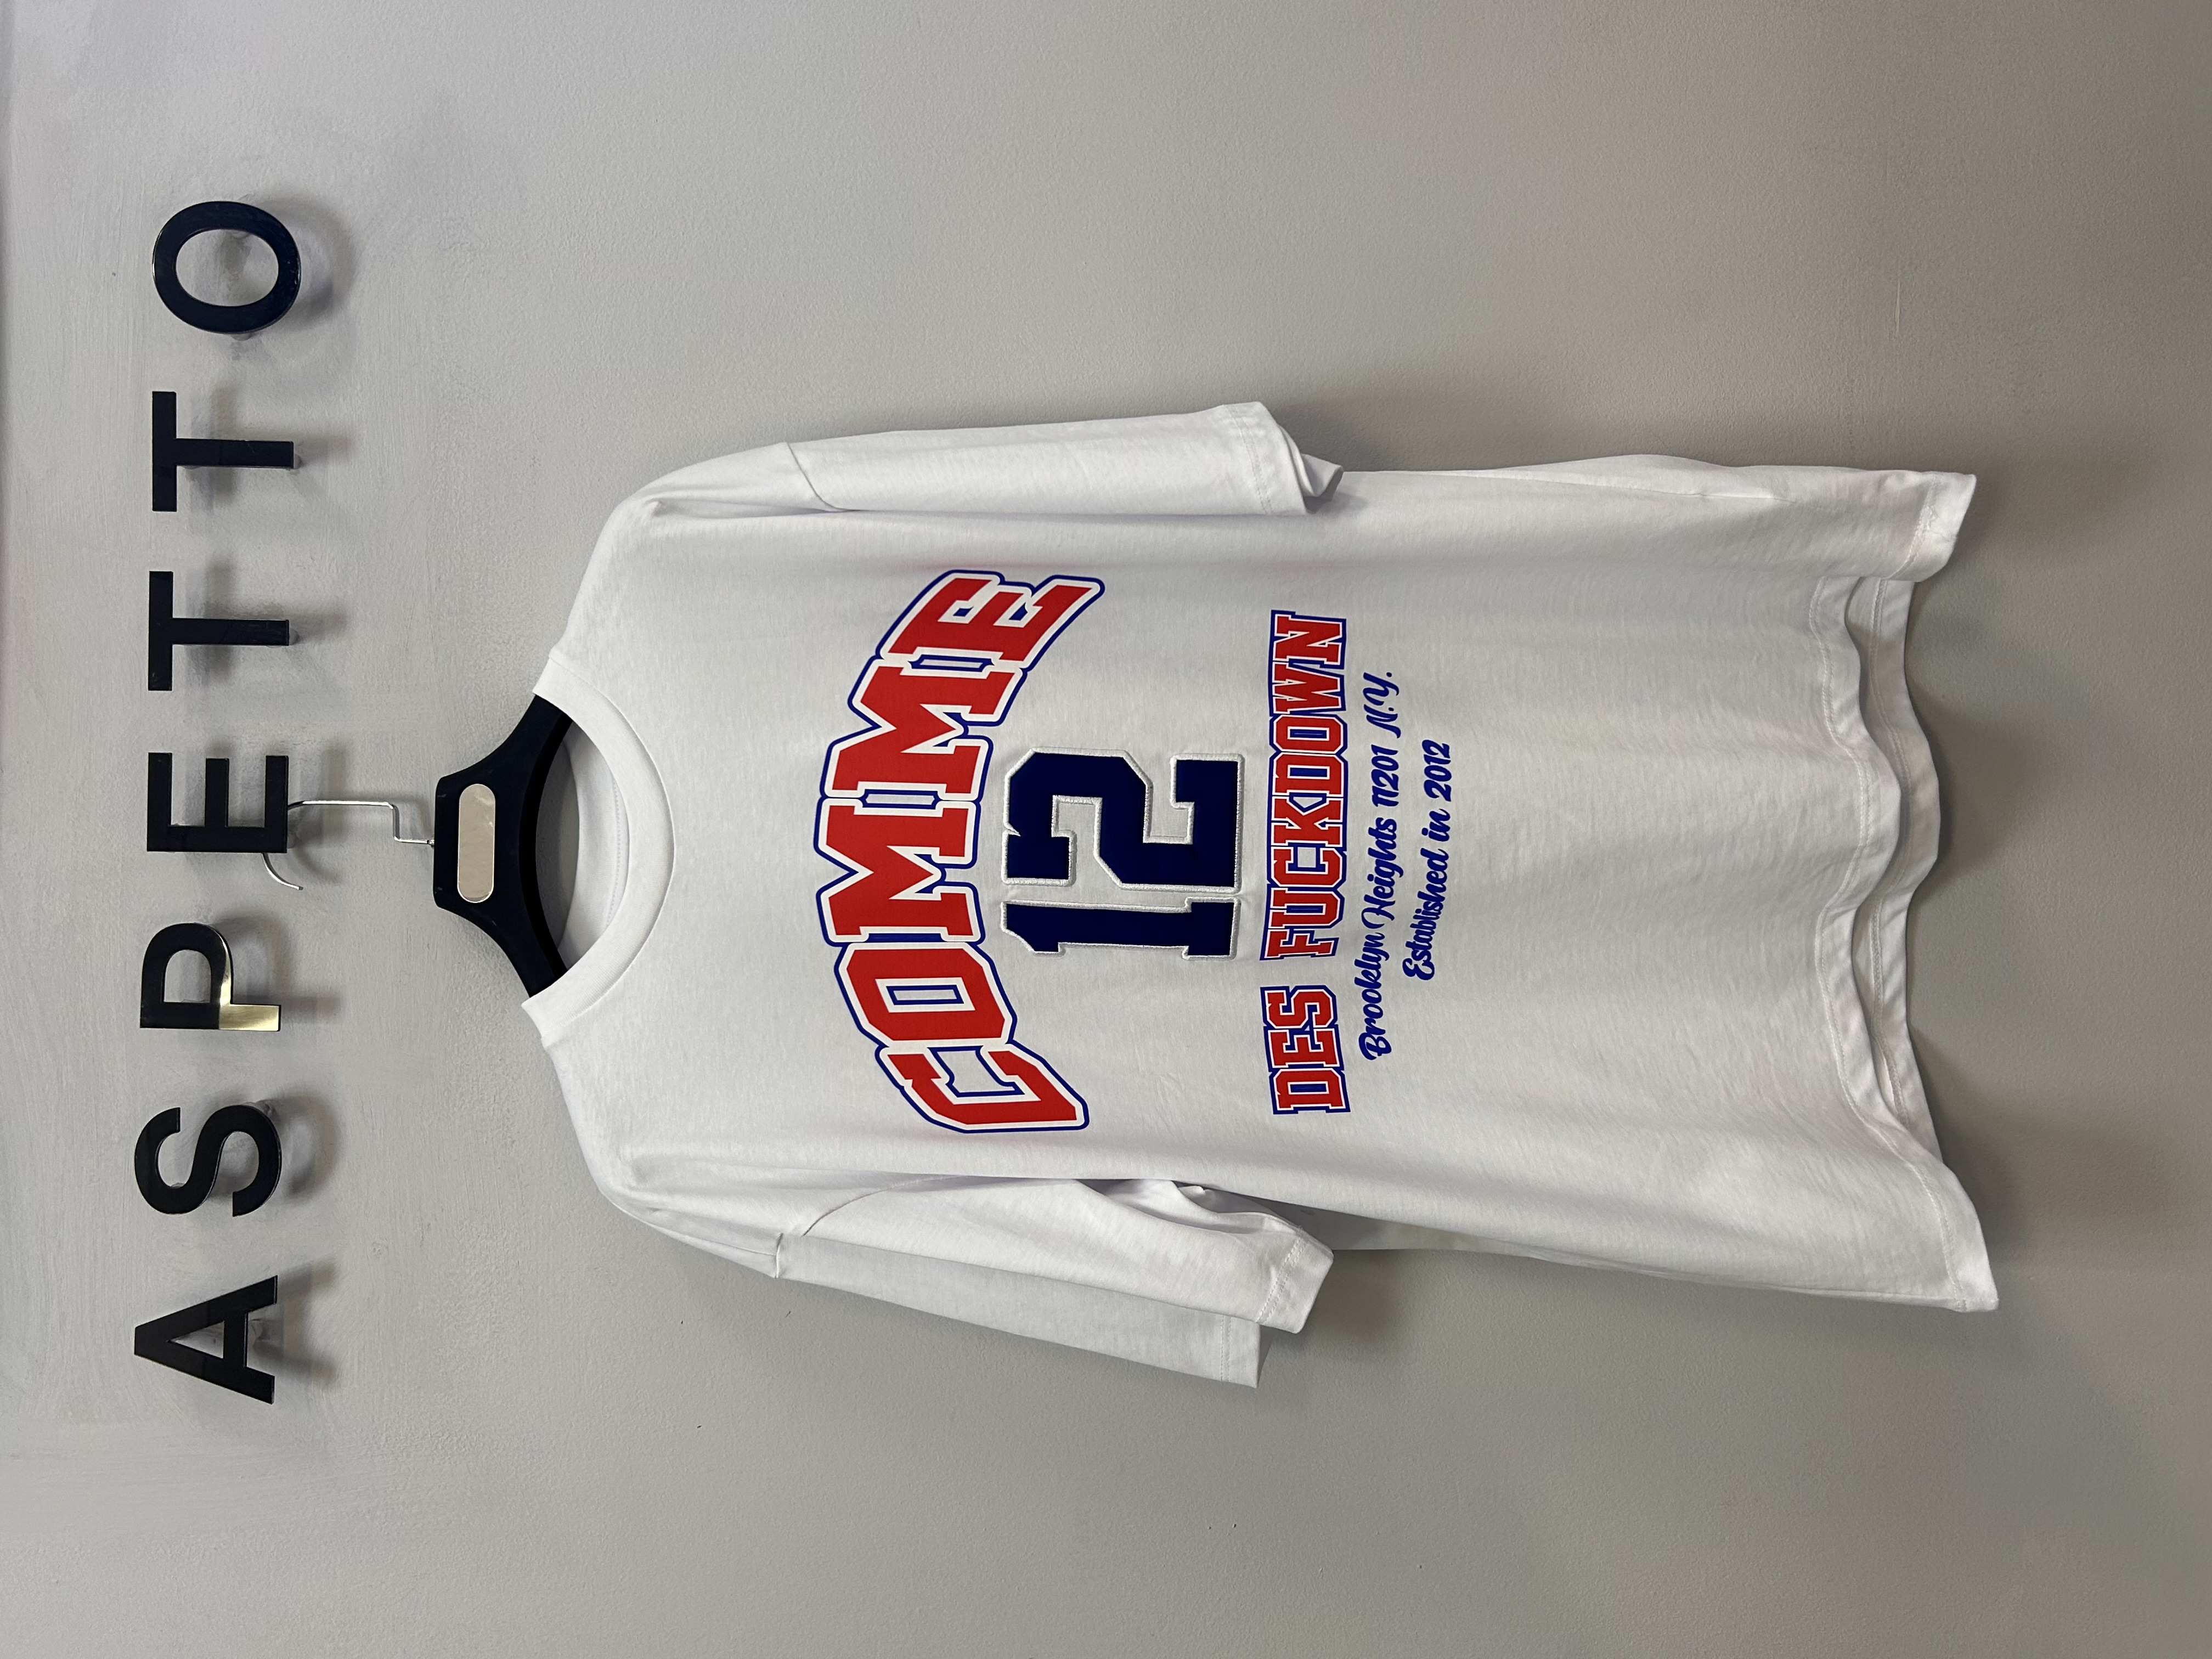 ASPETTO
COMME
12
DES FUCKDOWN
Brooklyn Heights 11201 N.Y.
Established in 2012